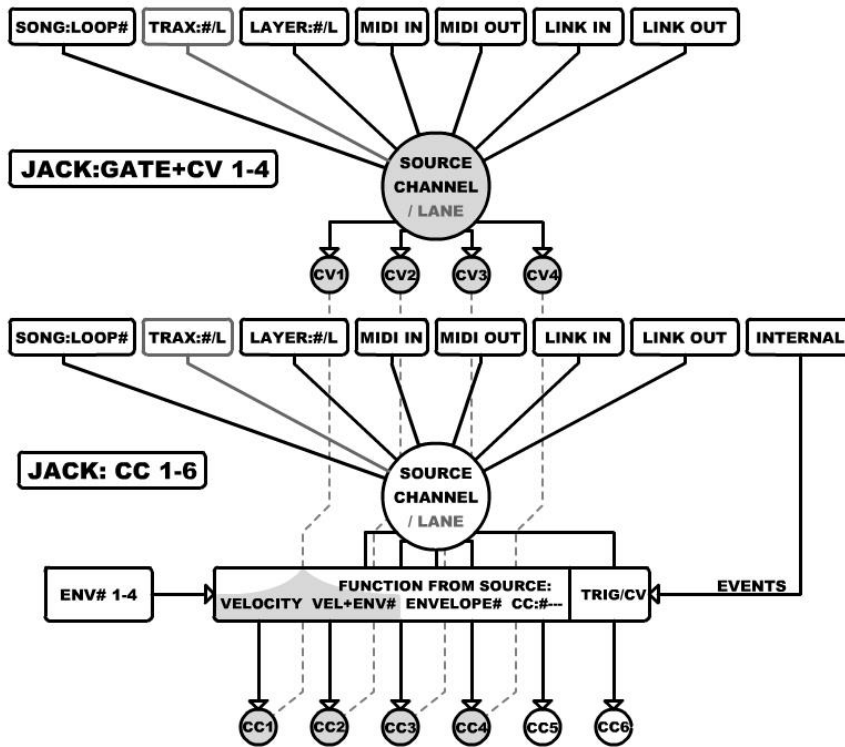 SONG:LOOP# TRAX:#/L LAYER:#/L MIDI IN MIDI OUT LINK IN LINK OUT
JACK:GATE+CV 1-4
SOURCE
CHANNEL
/ LANE
CV1 CV2 CV3 CV4
SONG:LOOP# TRAX:#/L LAYER:#/L MIDI IN MIDI OUT LINK IN LINK OUT INTERNAL
JACK: CC 1-6
SOURCE
CHANNEL
/ LANE
ENV# 1-4
FUNCTION FROM SOURCE:
VELOCITY VEL+ENV# ENVELOPE# CC:#---
TRIG/CV
EVENTS
CC1 CC2 CC3 CC4 CC5 CC6